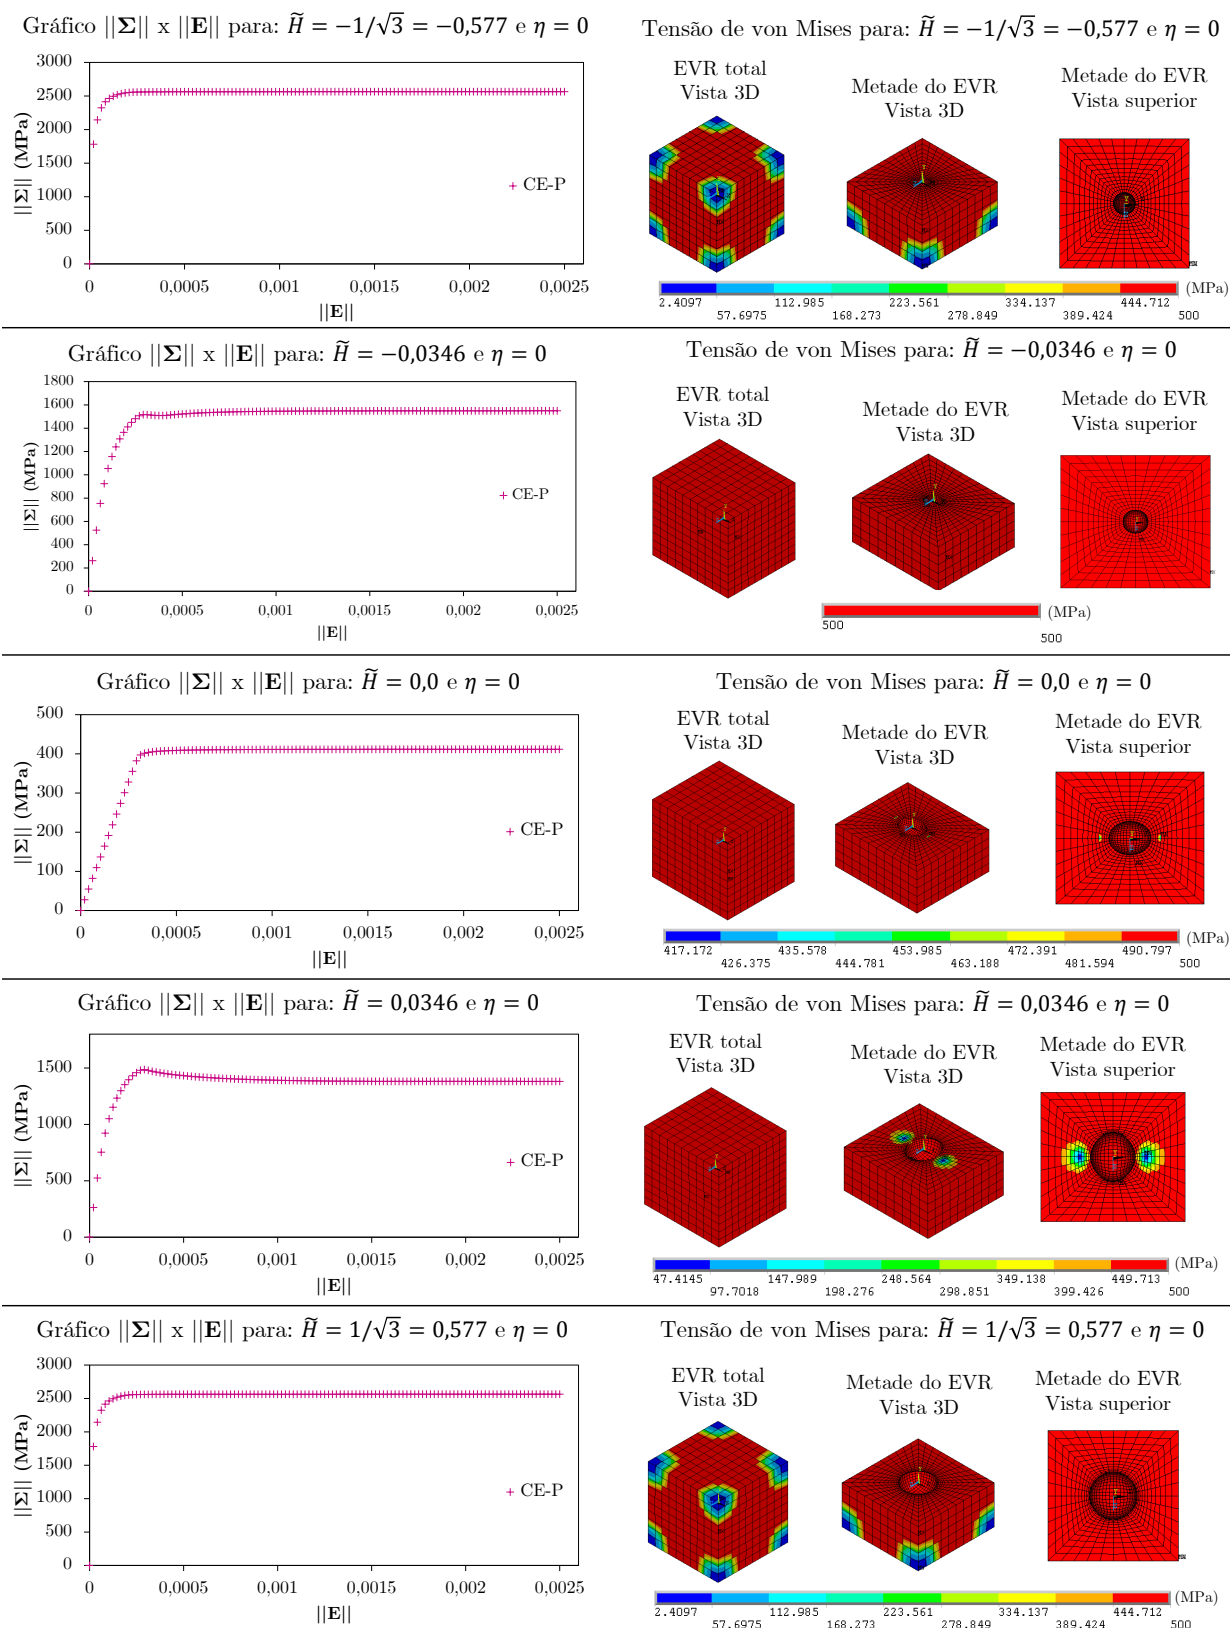 Gráfico ||Σ|| x ||E|| para: H̃ = −1/√3 = −0,577 e η = 0
3000
2500
2000
1500
1000
500
0
||Σ|| (MPa)
CE-P
0 0,0005 0,001 0,0015 0,002 0,0025
||E||
Tensão de von Mises para: H̃ = −1/√3 = −0,577 e η = 0
EVR total
Vista 3D
Metade do EVR
Vista 3D
Metade do EVR
Vista superior
2.4097 112.985 223.561 334.137 444.712 (MPa)
57.6975 168.273 278.849 389.424 500
Gráfico ||Σ|| x ||E|| para: H̃ = −0,0346 e η = 0
1800
1600
1400
1200
1000
800
600
400
200
0
||Σ|| (MPa)
CE-P
0 0,0005 0,001 0,0015 0,002 0,0025
||E||
Tensão de von Mises para: H̃ = −0,0346 e η = 0
EVR total
Vista 3D
Metade do EVR
Vista 3D
Metade do EVR
Vista superior
(MPa)
500
500
Gráfico ||Σ|| x ||E|| para: H̃ = 0,0 e η = 0
500
400
300
200
100
0
||Σ|| (MPa)
CE-P
0 0,0005 0,001 0,0015 0,002 0,0025
||E||
Tensão de von Mises para: H̃ = 0,0 e η = 0
EVR total
Vista 3D
Metade do EVR
Vista 3D
Metade do EVR
Vista superior
417.172 435.578 453.985 472.391 490.797 (MPa)
426.375 444.781 463.188 481.594 500
Gráfico ||Σ|| x ||E|| para: H̃ = 0,0346 e η = 0
1500
1000
500
0
||Σ|| (MPa)
CE-P
0 0,0005 0,001 0,0015 0,002 0,0025
||E||
Tensão de von Mises para: H̃ = 0,0346 e η = 0
EVR total
Vista 3D
Metade do EVR
Vista 3D
Metade do EVR
Vista superior
47.4145 147.989 248.564 349.138 449.713 (MPa)
97.7018 198.276 298.851 399.426 500
Gráfico ||Σ|| x ||E|| para: H̃ = 1/√3 = 0,577 e η = 0
3000
2500
2000
1500
1000
500
0
||Σ|| (MPa)
CE-P
0 0,0005 0,001 0,0015 0,002 0,0025
||E||
Tensão de von Mises para: H̃ = 1/√3 = 0,577 e η = 0
EVR total
Vista 3D
Metade do EVR
Vista 3D
Metade do EVR
Vista superior
2.4097 112.985 223.561 334.137 444.712 (MPa)
57.6975 168.273 278.849 389.424 500